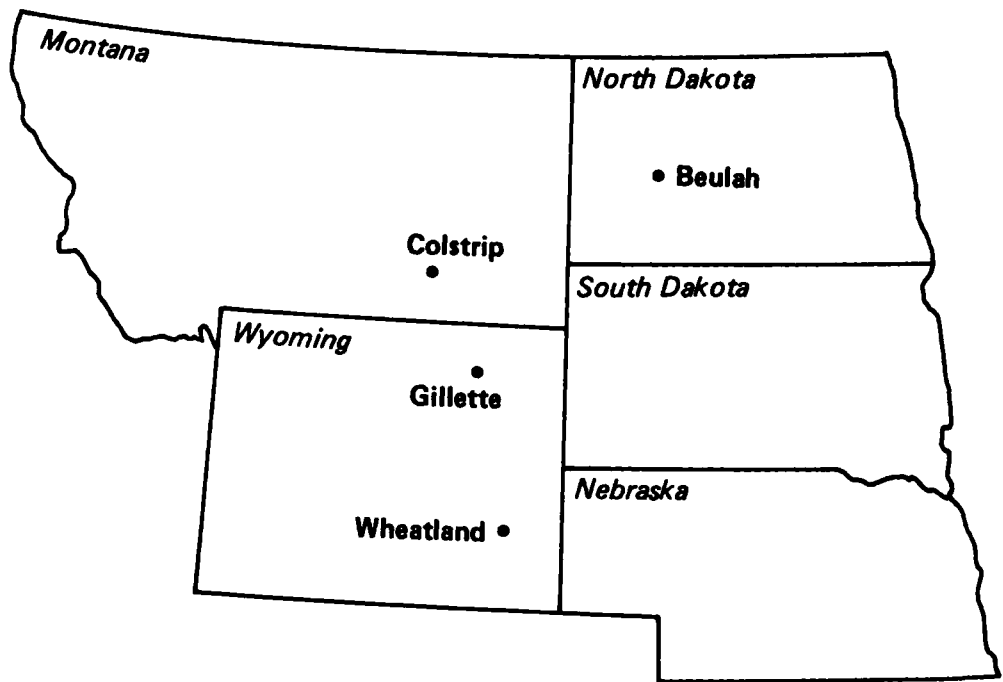 Montana
North Dakota
Beulah
Colstrip
South Dakota
Wyoming
Gillette
Nebraska
Wheatland